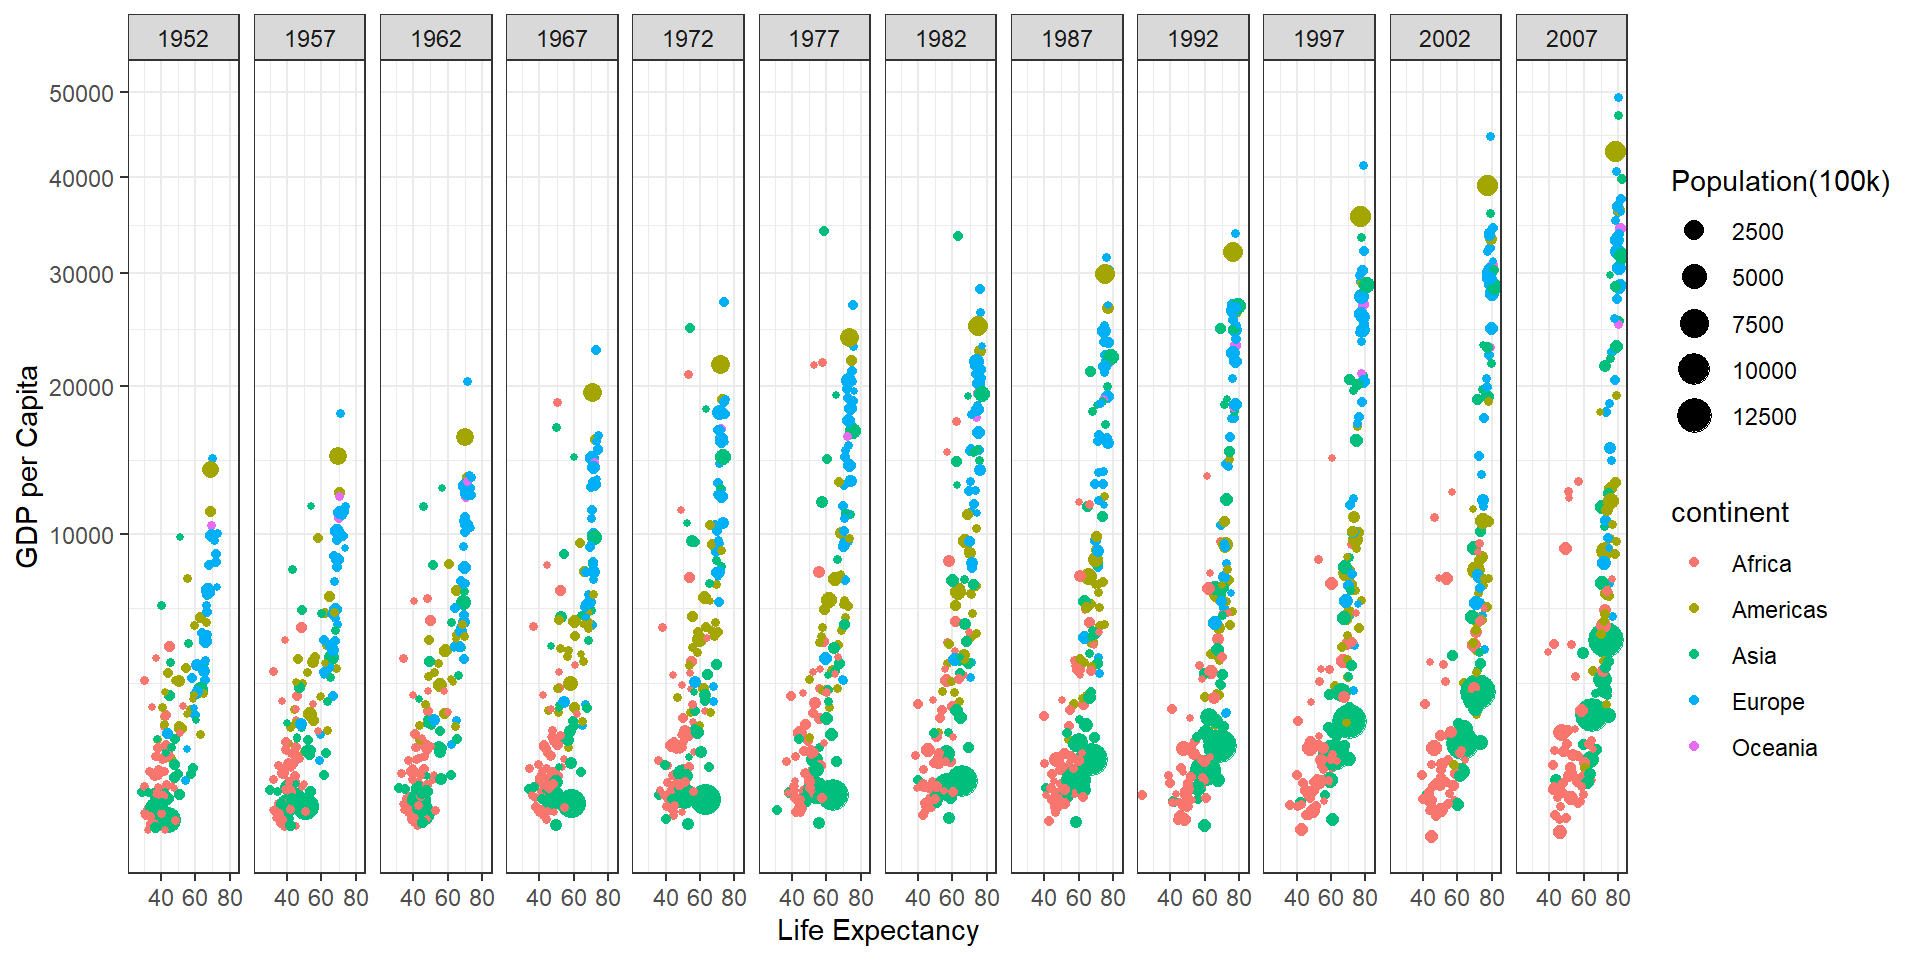 1952 1957 1962 1967 1972 1977 1982 1987 1992 1997 2002 2007
50000
40000
30000
20000
10000
GDP per Capita
40 60 80 40 60 80 40 60 80 40 60 80 40 60 80 40 60 80 40 60 80 40 60 80 40 60 80 40 60 80 40 60 80 40 60 80
Life Expectancy
Population(100k)
2500
5000
7500
10000
12500
continent
Africa
Americas
Asia
Europe
Oceania